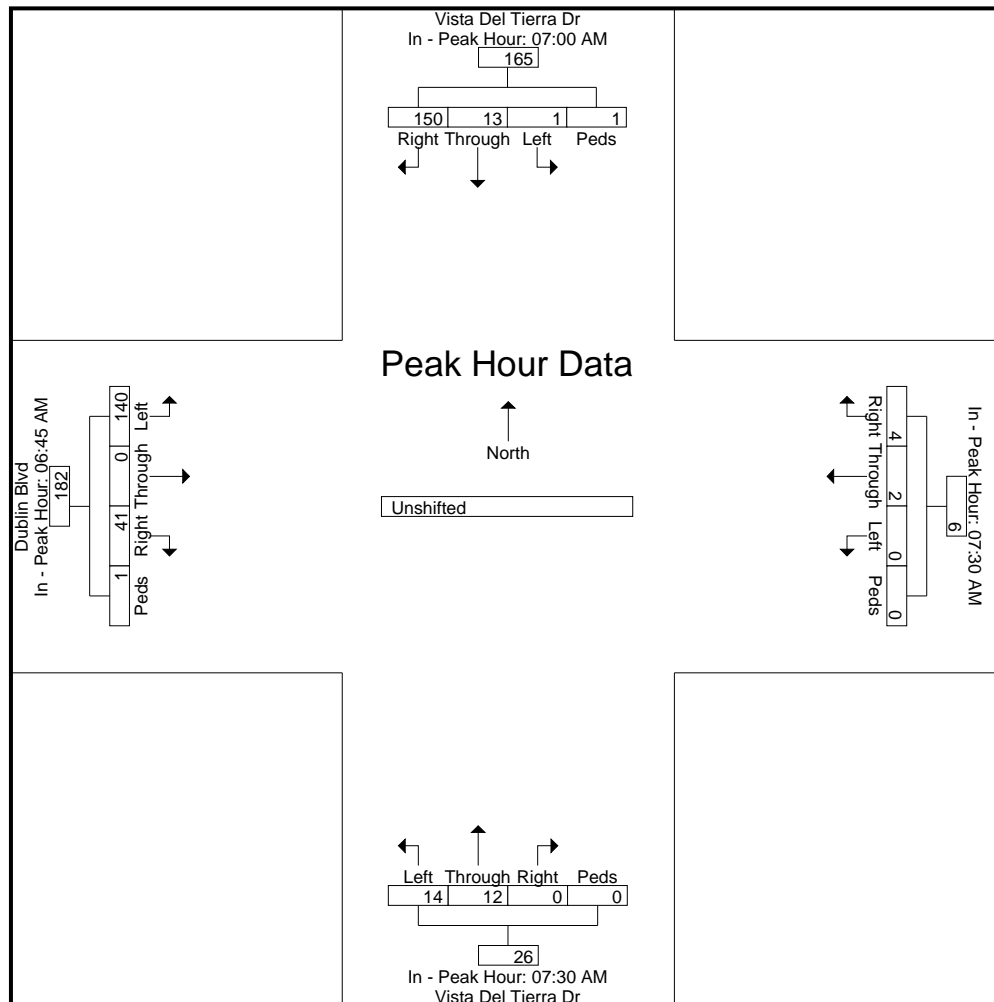 Vista Del Tierra Dr
In - Peak Hour: 07:00 AM
165
150 13 1 1
Right Through Left Peds
Peak Hour Data
North
Unshifted
Dublin Blvd
In - Peak Hour: 06:45 AM
182
140 0 41 1
Left Through Right Peds
In - Peak Hour: 07:30 AM
6
4 2 0 0
Right Through Left Peds
Left Through Right Peds
14 12 0 0
26
In - Peak Hour: 07:30 AM
Vista Del Tierra Dr